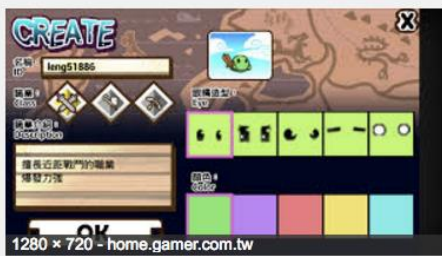 CREATE
X
名稱:
ID
leng51886
職業:
Class
職業介紹:
Description
擅長近距戰鬥的職業
爆發力強
OK
眼構造型:
Eye
顏色:
Color
1280 × 720 - home.gamer.com.tw